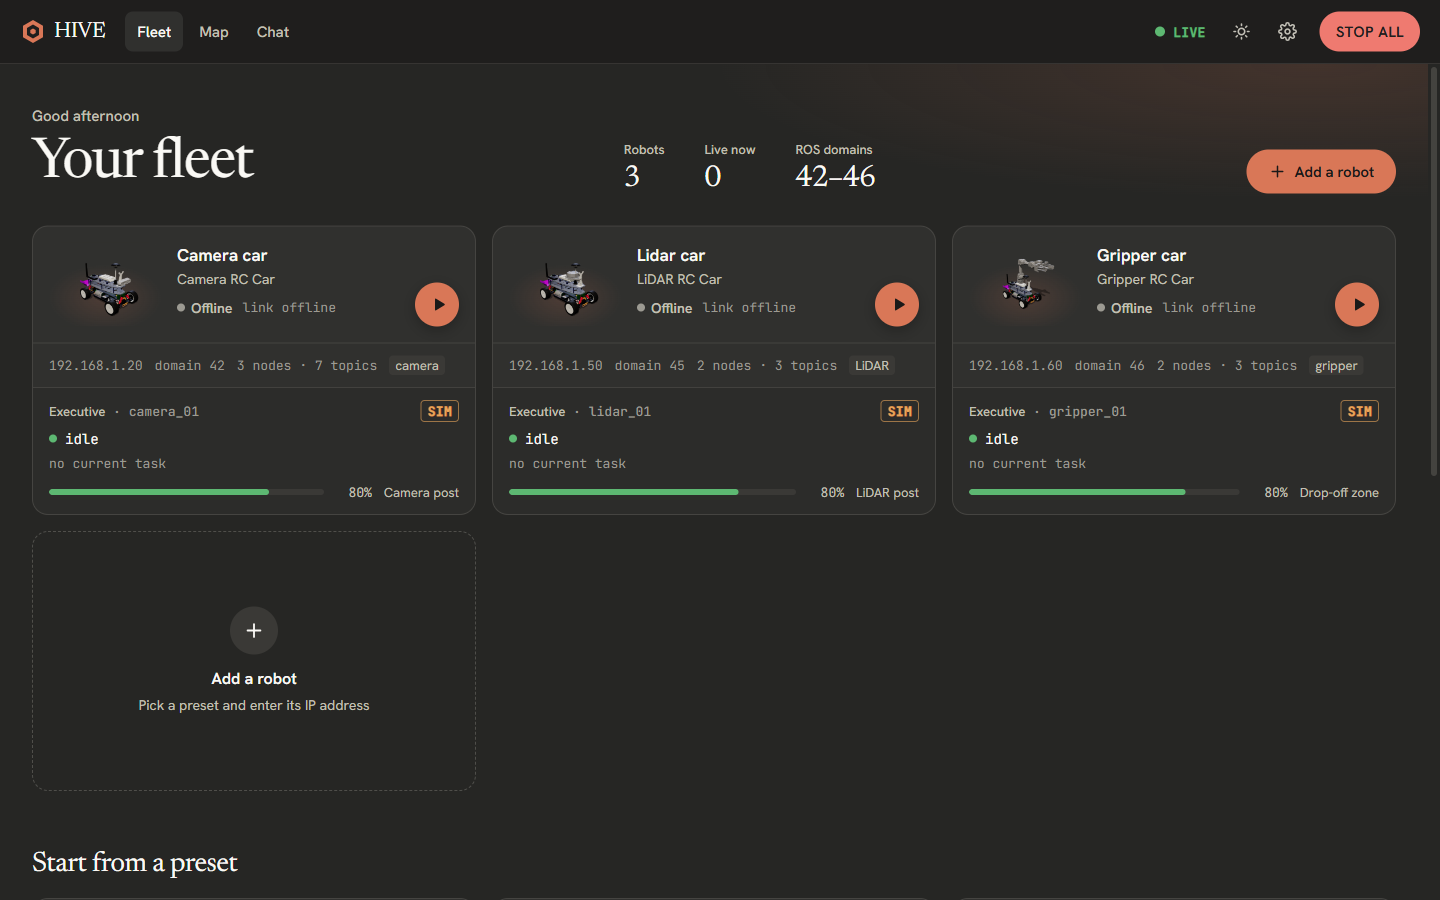 HIVE
Fleet
Map
Chat
LIVE
STOP ALL
Good afternoon
Your fleet
Robots
3
Live now
0
ROS domains
42–46
+ Add a robot
Camera car
Camera RC Car
Offline link offline
192.168.1.20 domain 42 3 nodes · 7 topics camera
Executive · camera_01 SIM
idle
no current task
80% Camera post
Lidar car
LiDAR RC Car
Offline link offline
192.168.1.50 domain 45 2 nodes · 3 topics LiDAR
Executive · lidar_01 SIM
idle
no current task
80% LiDAR post
Gripper car
Gripper RC Car
Offline link offline
192.168.1.60 domain 46 2 nodes · 3 topics gripper
Executive · gripper_01 SIM
idle
no current task
80% Drop-off zone
Add a robot
Pick a preset and enter its IP address
Start from a preset